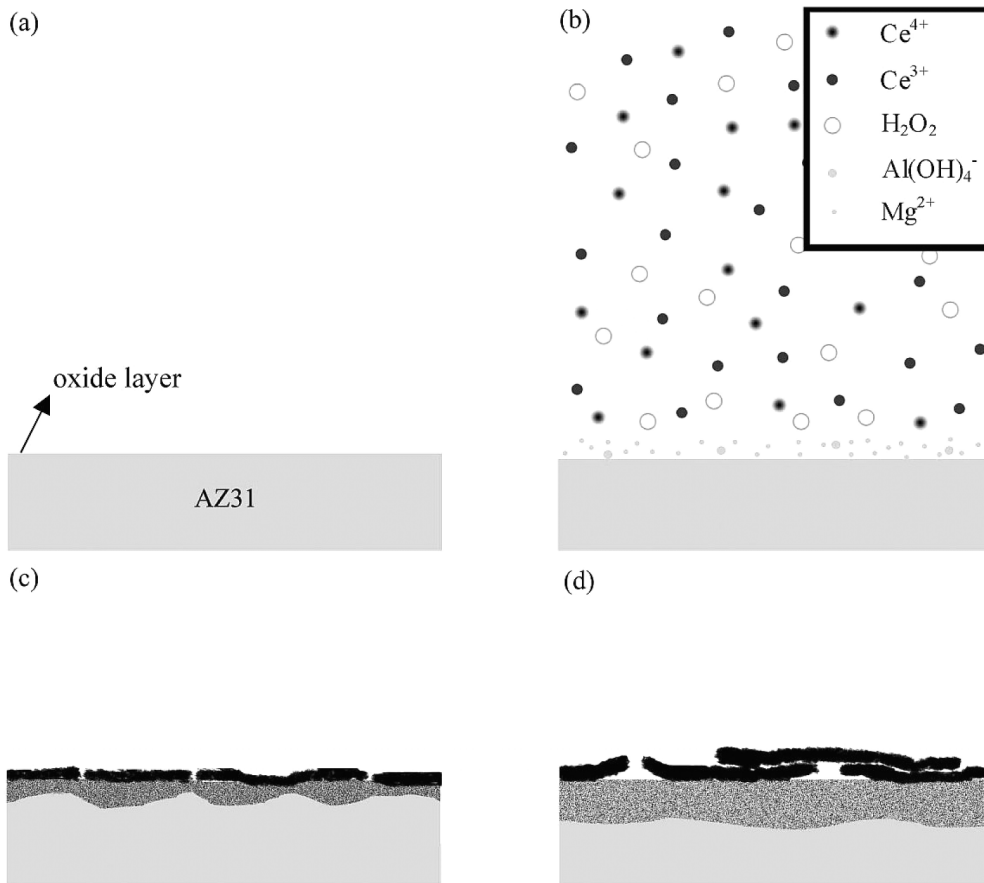 (a)
oxide layer
AZ31
(b)
Ce⁴⁺
Ce³⁺
H₂O₂
Al(OH)₄⁻
Mg²⁺
(c)
(d)